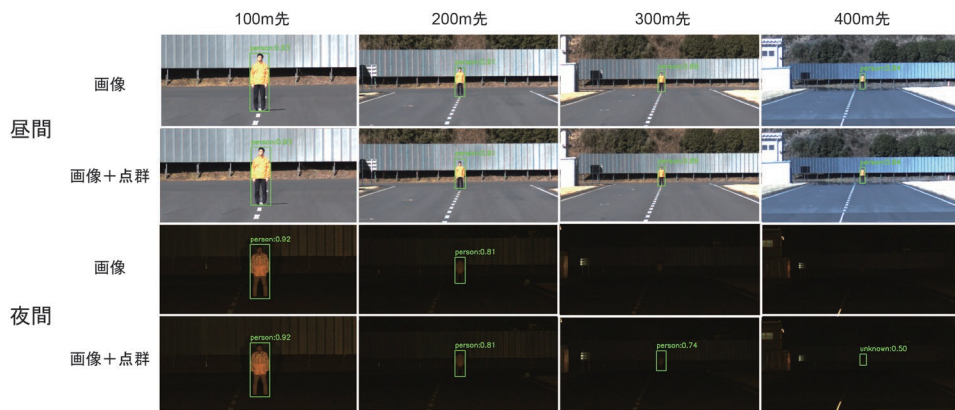 100m先
200m先
300m先
400m先
昼間
画像
画像＋点群
夜間
画像
person:0.92
person:0.81
画像＋点群
person:0.92
person:0.81
person:0.74
unknown:0.50